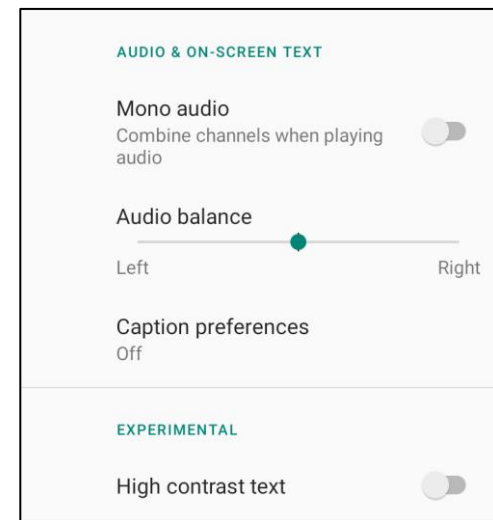 AUDIO & ON-SCREEN TEXT
Mono audio
Combine channels when playing
audio
Audio balance
Left Right
Caption preferences
Off
EXPERIMENTAL
High contrast text